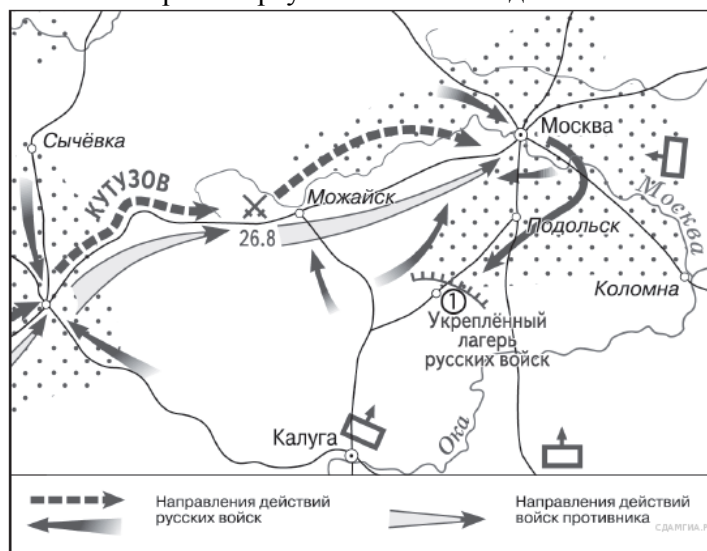 Сычёвка
КУТУЗОВ
Можайск
26.8
Москва
Москва
Подольск
Коломна
1
Укреплённый
лагерь
русских войск
Калуга
Ока
Направления действий
русских войск
Направления действий
войск противника
СДАМГИА.Р